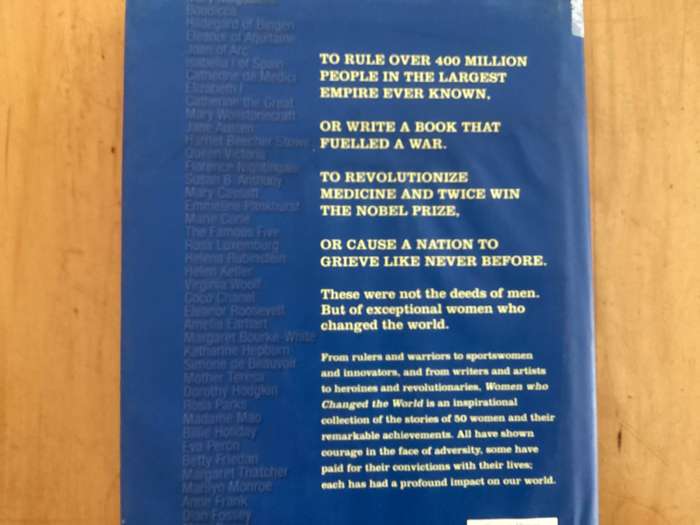 Boudicca
Hildegard of Bingen
Eleanor of Aquitaine
Joan of Arc
Isabella I of Spain
Catherine de Medici
Elizabeth I
Catherine the Great
Mary Wollstonecraft
Jane Austen
Harriet Beecher Stowe
Queen Victoria
Florence Nightingale
Susan B. Anthony
Mary Cassatt
Emmeline Pankhurst
Marie Curie
The Famous Five
Rosa Luxemburg
Helena Rubinstein
Helen Keller
Virginia Woolf
Coco Chanel
Eleanor Roosevelt
Amelia Earhart
Margaret Bourke-White
Katharine Hepburn
Simone de Beauvoir
Mother Teresa
Dorothy Hodgkin
Rosa Parks
Madame Mao
Billie Holiday
Eva Peron
Betty Friedan
Margaret Thatcher
Marilyn Monroe
Anne Frank
Dian Fossey
TO RULE OVER 400 MILLION
PEOPLE IN THE LARGEST
EMPIRE EVER KNOWN,
OR WRITE A BOOK THAT
FUELLED A WAR.
TO REVOLUTIONIZE
MEDICINE AND TWICE WIN
THE NOBEL PRIZE,
OR CAUSE A NATION TO
GRIEVE LIKE NEVER BEFORE.
These were not the deeds of men.
But of exceptional women who
changed the world.
From rulers and warriors to sportswomen
and innovators, and from writers and artists
to heroines and revolutionaries, Women who
Changed the World is an inspirational
collection of the stories of 50 women and their
remarkable achievements. All have shown
courage in the face of adversity, some have
paid for their convictions with their lives;
each has had a profound impact on our world.